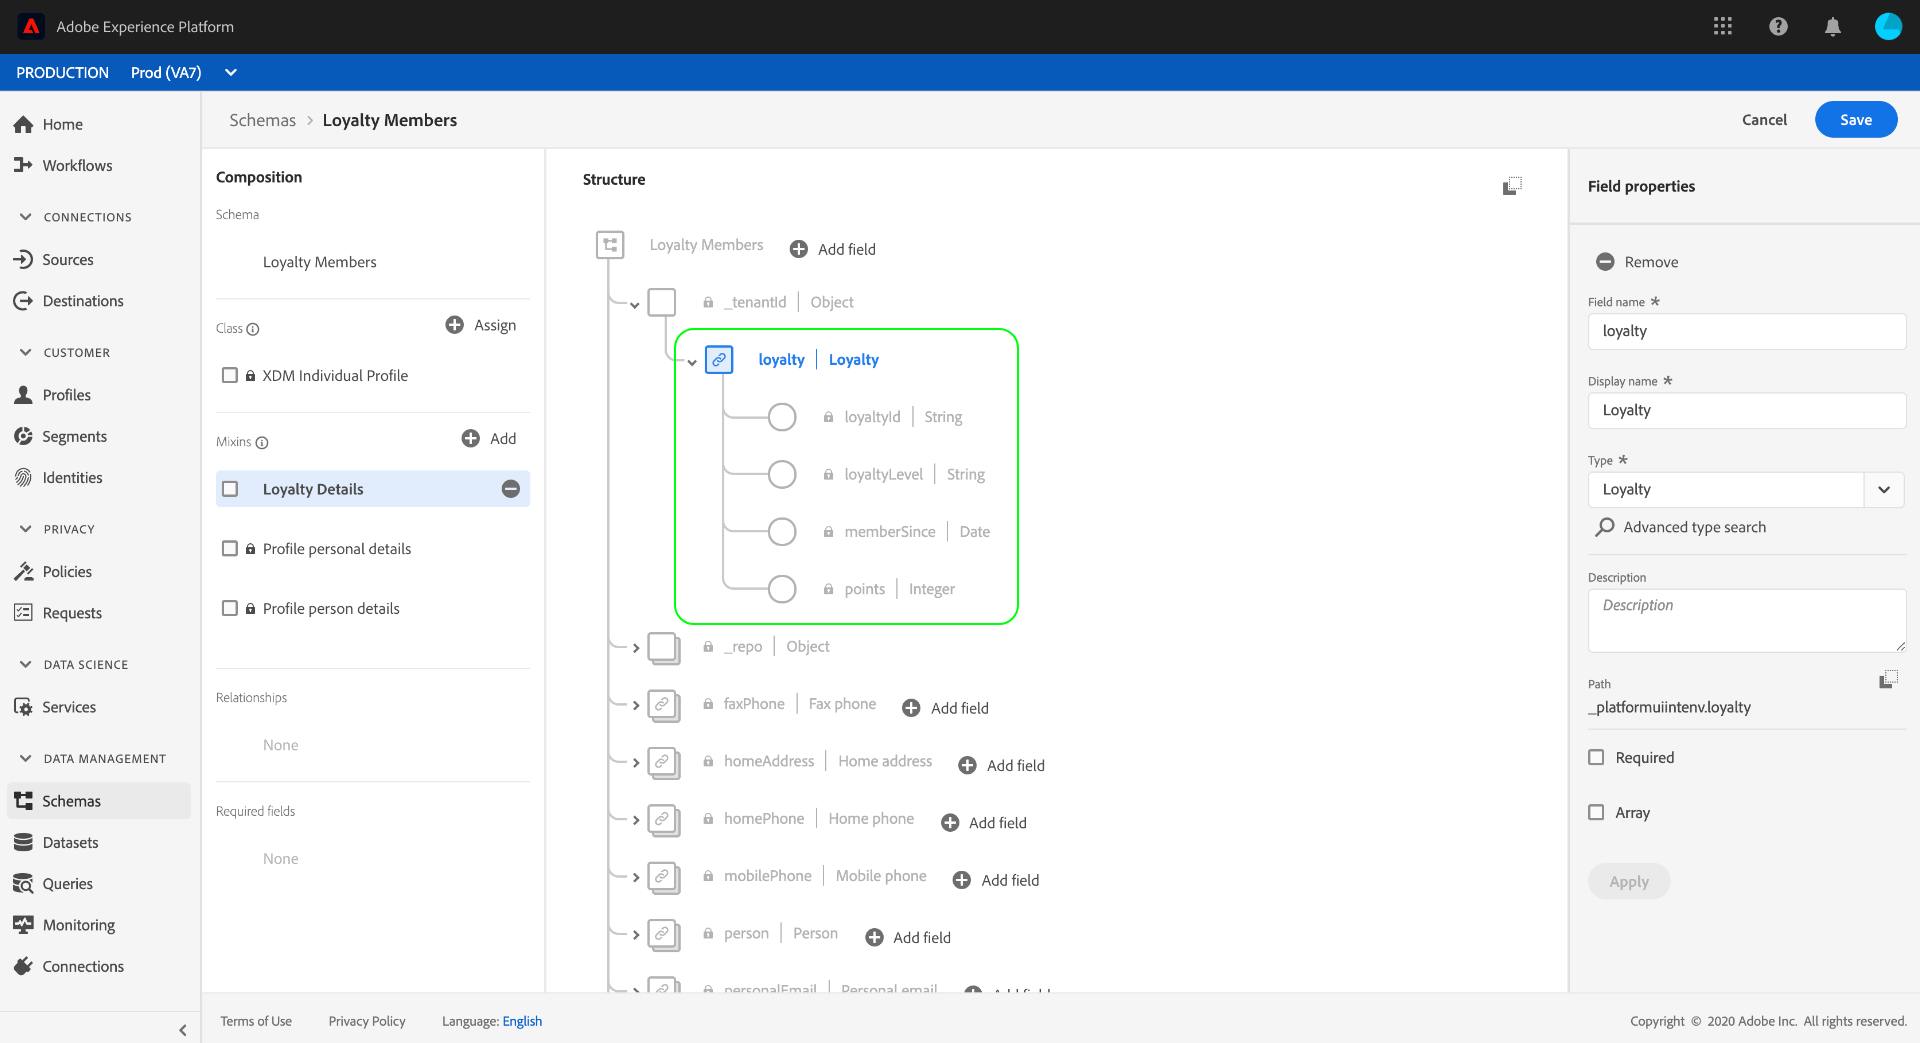 Adobe Experience Platform
PRODUCTION Prod (VA7)
Home
Workflows
CONNECTIONS
Sources
Destinations
CUSTOMER
Profiles
Segments
Identities
PRIVACY
Policies
Requests
DATA SCIENCE
Services
DATA MANAGEMENT
Schemas
Datasets
Queries
Monitoring
Connections
Schemas > Loyalty Members
Cancel
Save
Composition
Schema
Loyalty Members
Class
Assign
XDM Individual Profile
Mixins
Add
Loyalty Details
Profile personal details
Profile person details
Relationships
None
Required fields
None
Structure
Loyalty Members Add field
_tenantId | Object
loyalty | Loyalty
loyaltyId | String
loyaltyLevel | String
memberSince | Date
points | Integer
_repo | Object
faxPhone | Fax phone Add field
homeAddress | Home address Add field
homePhone | Home phone Add field
mobilePhone | Mobile phone Add field
person | Person Add field
personalEmail | Personal email Add field
Field properties
Remove
Field name *
loyalty
Display name *
Loyalty
Type *
Loyalty
Advanced type search
Description
Description
Path
_platformuiintenv.loyalty
Required
Array
Apply
Terms of Use Privacy Policy Language: English
Copyright © 2020 Adobe Inc. All rights reserved.